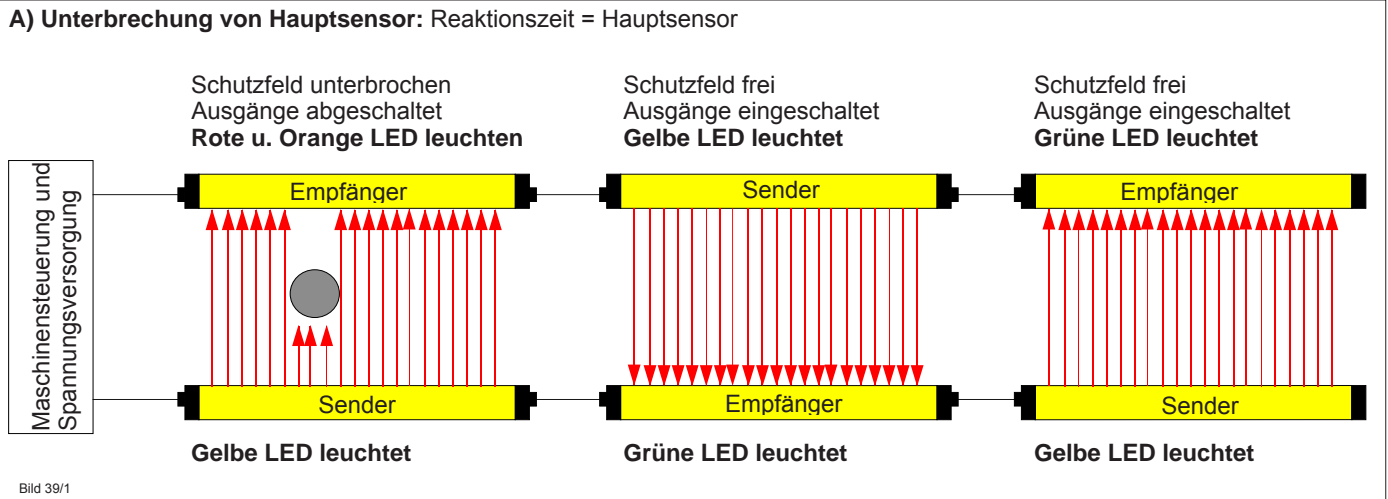 A) Unterbrechung von Hauptsensor: Reaktionszeit = Hauptsensor
Schutzfeld unterbrochen
Ausgänge abgeschaltet
Rote u. Orange LED leuchten
Schutzfeld frei
Ausgänge eingeschaltet
Gelbe LED leuchtet
Schutzfeld frei
Ausgänge eingeschaltet
Grüne LED leuchtet
Maschinensteuerung und
Spannungsversorgung
Empfänger
Sender
Empfänger
Sender
Empfänger
Sender
Gelbe LED leuchtet
Grüne LED leuchtet
Gelbe LED leuchtet
Bild 39/1